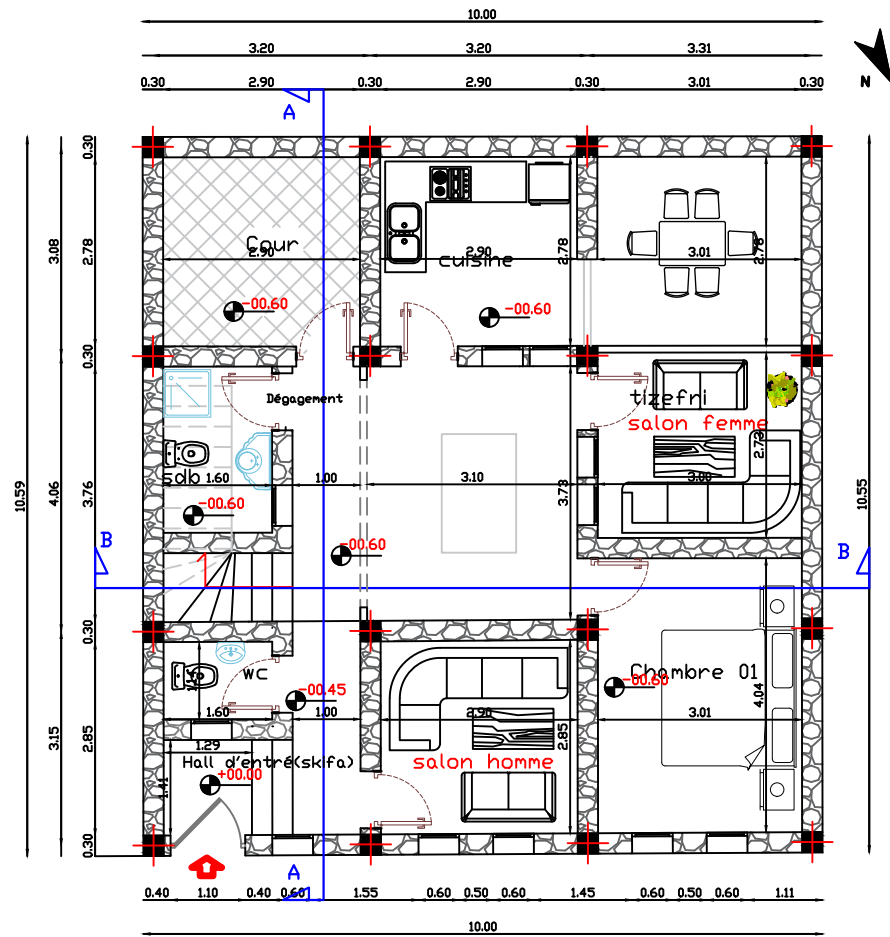 10.00
3.20 3.20 3.31
0.30 2.90 0.30 2.90 0.30 3.01 0.30
N
A
0.30
Cour
2.90
cuisine
2.90
2.78
3.01
2.78
3.08
2.78
-00.60
-00.60
0.30
Dégagement
tizefri
salon femme
2.73
sdb
1.60
1.00
3.10
3.00
3.73
10.59
4.06
3.76
10.55
-00.60
B
B
-00.60
0.30
wc
Chambre 01
-00.60
-00.45
4.04
1.60
1.00
2.90
3.01
3.15
2.85
2.85
1.29
Hall d'entré(skifa)
salon homme
+00.00
1.41
0.30
A
0.40 1.10 0.40 0.60 1.55 0.60 0.50 0.60 1.45 0.60 0.50 0.60 1.11
10.00